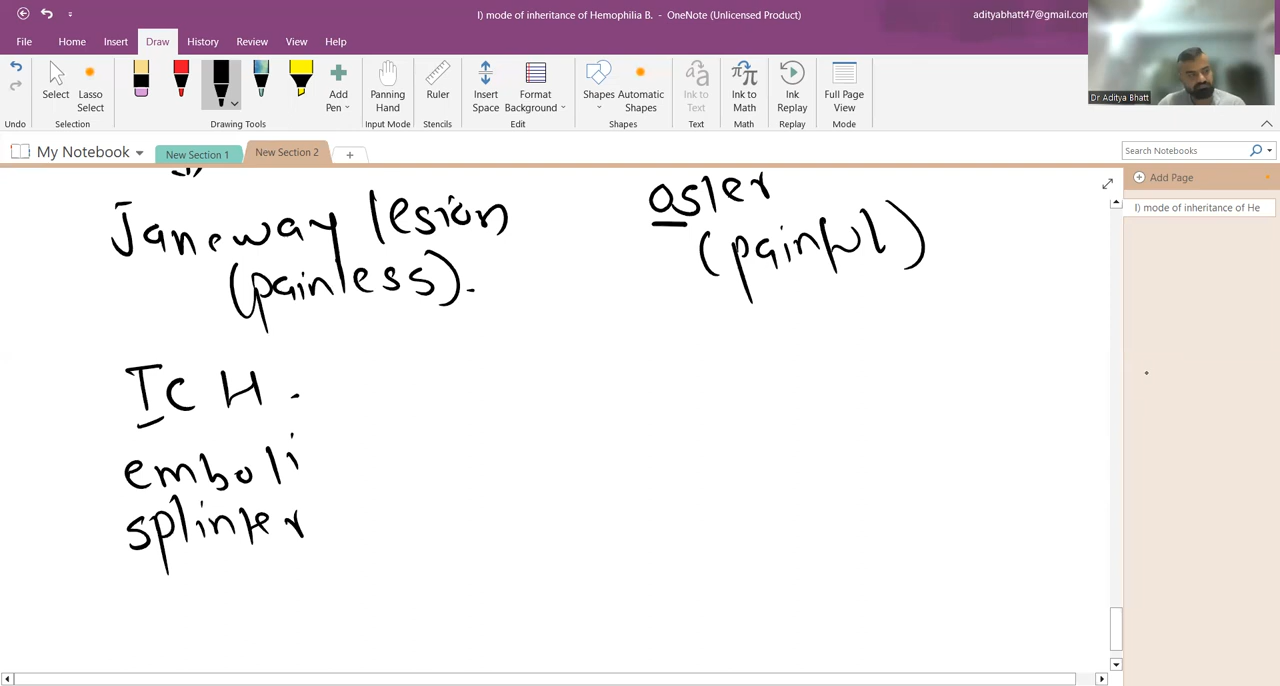 I) mode of inheritance of Hemophilia B. - OneNote (Unlicensed Product)
adityabhatt47@gmail.com
File Home Insert Draw History Review View Help
Undo
Select
Lasso Select
Selection
Drawing Tools
Add Pen
Panning Hand
Input Mode
Ruler
Stencils
Insert Space
Format Background
Edit
Shapes
Automatic Shapes
Shapes
Ink to Text
Text
Ink to Math
Math
Ink Replay
Replay
Full Page View
Mode
Dr Aditya Bhatt
My Notebook
New Section 1
New Section 2
Search Notebooks
Add Page
I) mode of inheritance of He
Janeway lesion
(painless).
osler
(painful)
ICH.
emboli
splinter